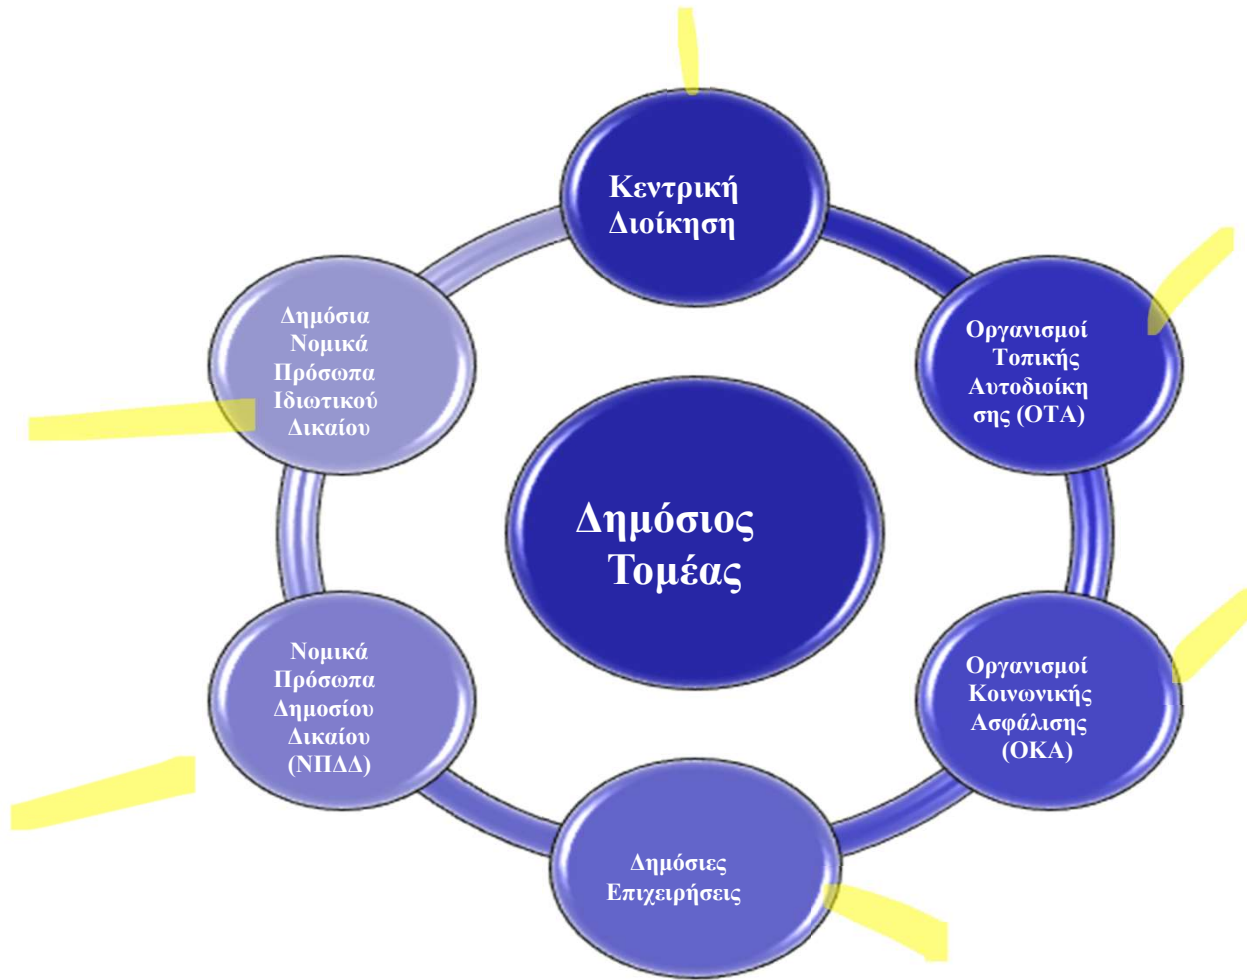 Κεντρική
Διοίκηση
Οργανισμοί
Τοπικής
Αυτοδιοίκη
σης (ΟΤΑ)
Οργανισμοί
Κοινωνικής
Ασφάλισης
(ΟΚΑ)
Δημόσιες
Επιχειρήσεις
Νομικά
Πρόσωπα
Δημοσίου
Δικαίου
(ΝΠΔΔ)
Δημόσια
Νομικά
Πρόσωπα
Ιδιωτικού
Δικαίου
Δημόσιος
Τομέας